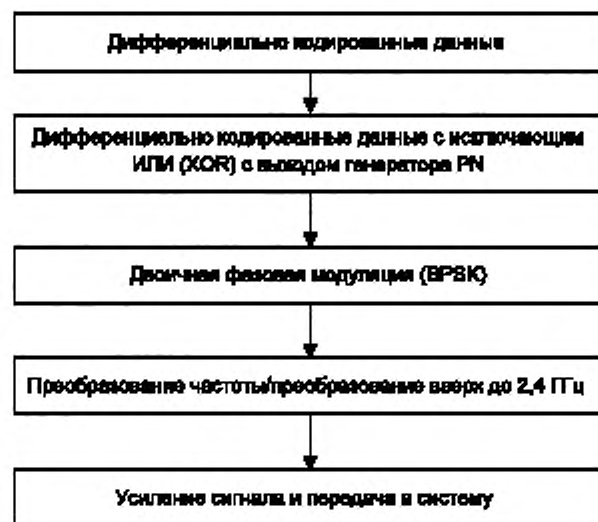 Дифференциально кодированные данные
Дифференциально кодированные данные с исключающим
ИЛИ (XOR) с выходом генератора PN
Двоичная фазовая модуляция (BPSK)
Преобразование частоты/преобразование вверх до 2,4 ГГц
Усиление сигнала и передача в систему